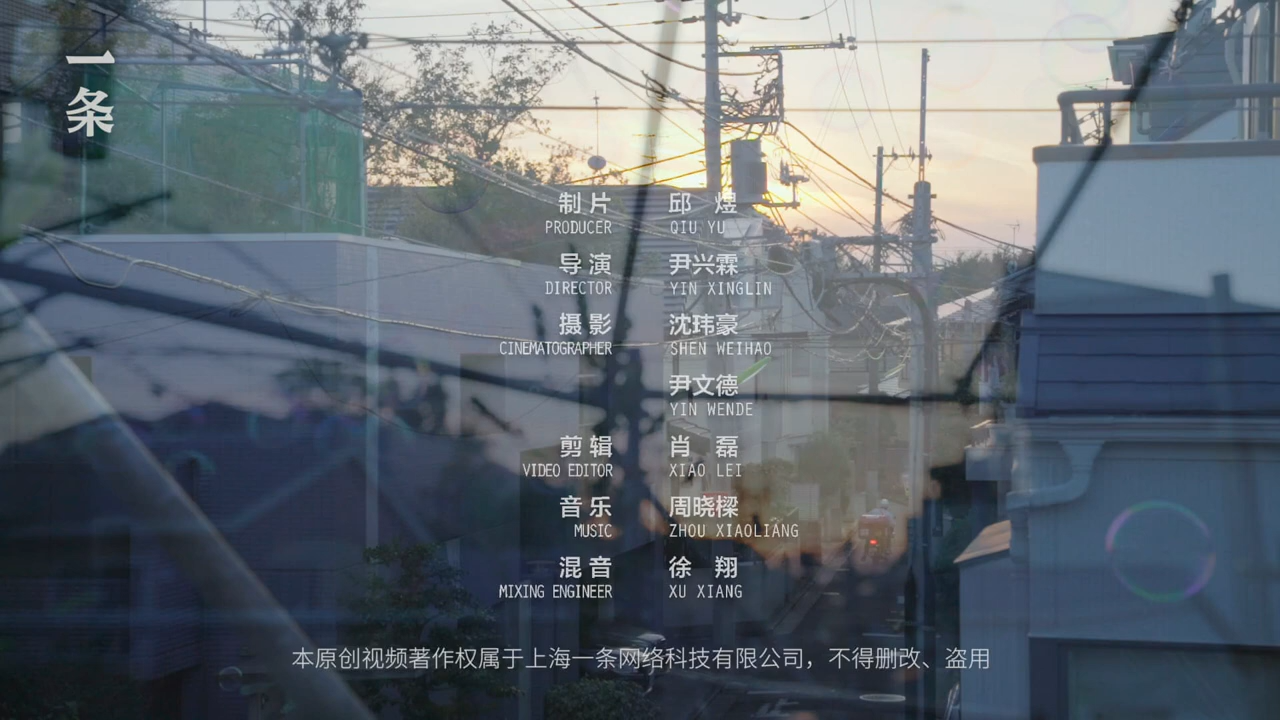 一条
制片 邱煜
PRODUCER QIU YU
导演 尹兴霖
DIRECTOR YIN XINGLIN
摄影 沈玮豪
CINEMATOGRAPHER SHEN WEIHAO
尹文德
YIN WENDE
剪辑 肖磊
VIDEO EDITOR XIAO LEI
音乐 周晓樑
MUSIC ZHOU XIAOLIANG
混音 徐翔
MIXING ENGINEER XU XIANG
本原创视频著作权属于上海一条网络科技有限公司，不得删改、盗用